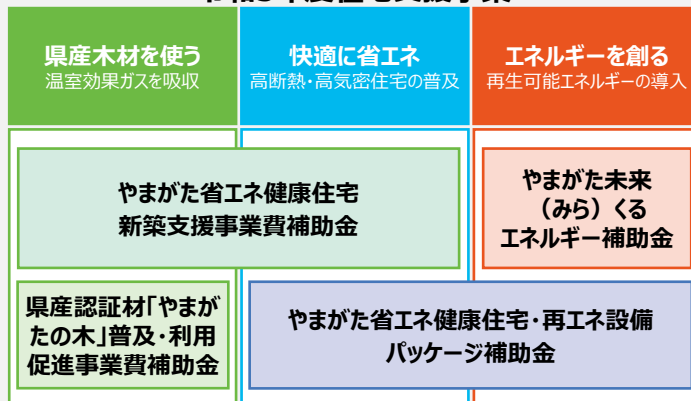 県産木材を使う
温室効果ガスを吸収
快適に省エネ
高断熱・高気密住宅の普及
エネルギーを創る
再生可能エネルギーの導入
やまがた省エネ健康住宅
新築支援事業費補助金
やまがた未来
（みら）くる
エネルギー補助金
県産認証材「やまが
たの木」普及・利用
促進事業費補助金
やまがた省エネ健康住宅・再エネ設備
パッケージ補助金